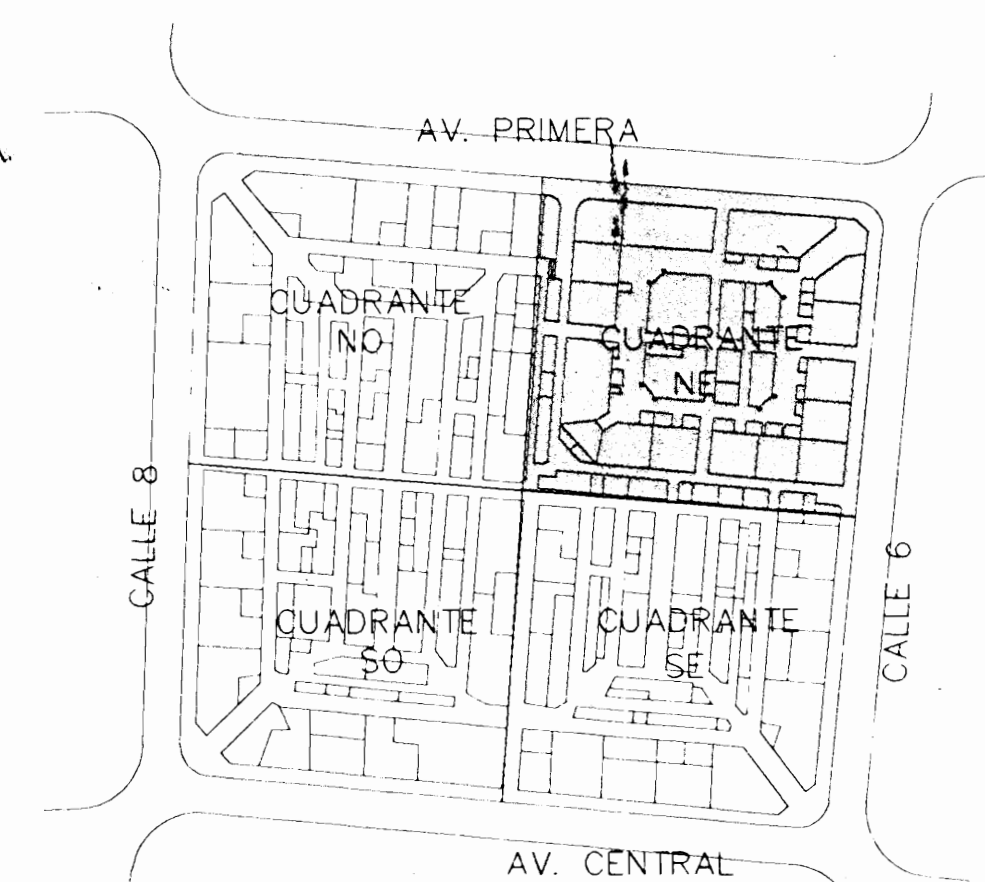 AV. PRIMERA
CUADRANTE
NO
CUADRANTE
NE
CALLE 8
CUADRANTE
SO
CUADRANTE
SE
CALLE 6
AV. CENTRAL